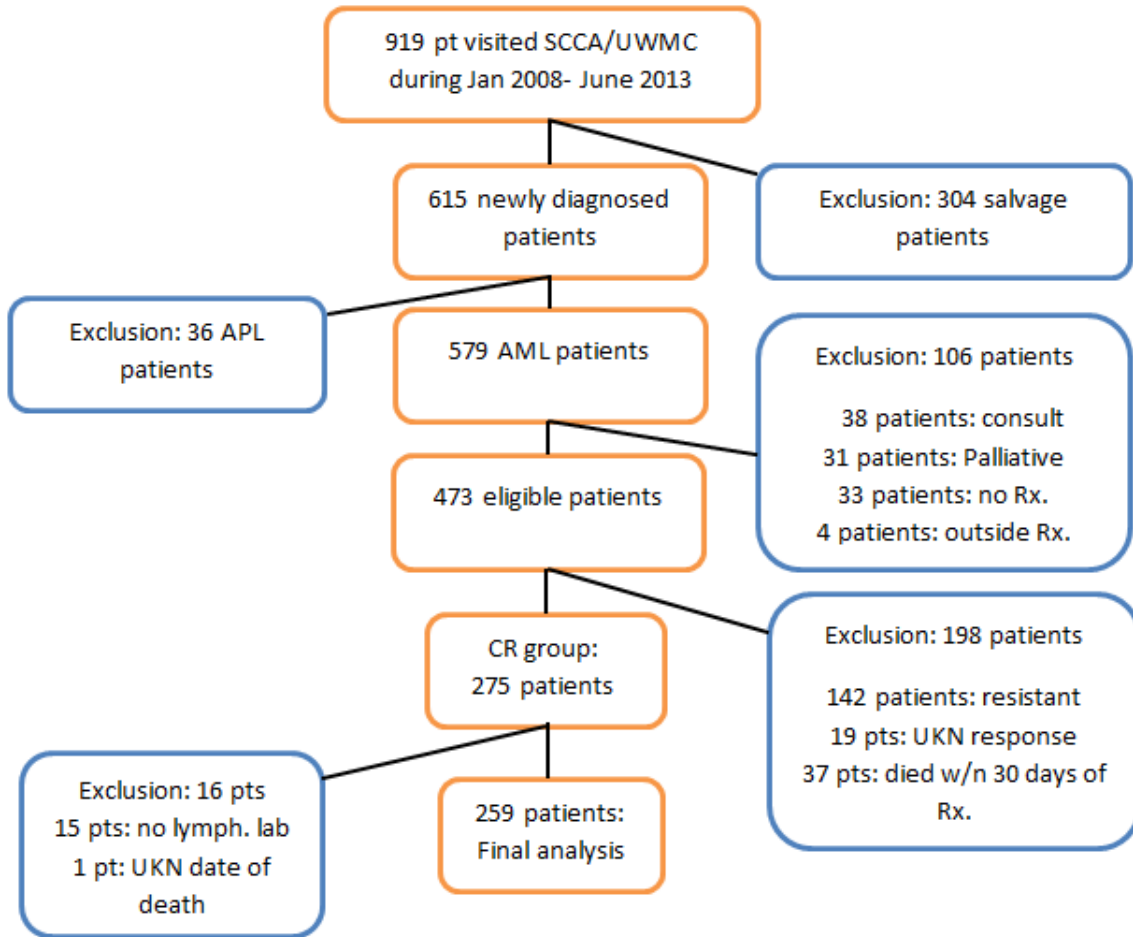 919 pt visited SCCA/UWMC
during Jan 2008- June 2013
615 newly diagnosed
patients
Exclusion: 304 salvage
patients
Exclusion: 36 APL
patients
579 AML patients
Exclusion: 106 patients
38 patients: consult
31 patients: Palliative
33 patients: no Rx.
4 patients: outside Rx.
473 eligible patients
CR group:
275 patients
Exclusion: 198 patients
142 patients: resistant
19 pts: UKN response
37 pts: died w/n 30 days of
Rx.
Exclusion: 16 pts
15 pts: no lymph. lab
1 pt: UKN date of
death
259 patients:
Final analysis